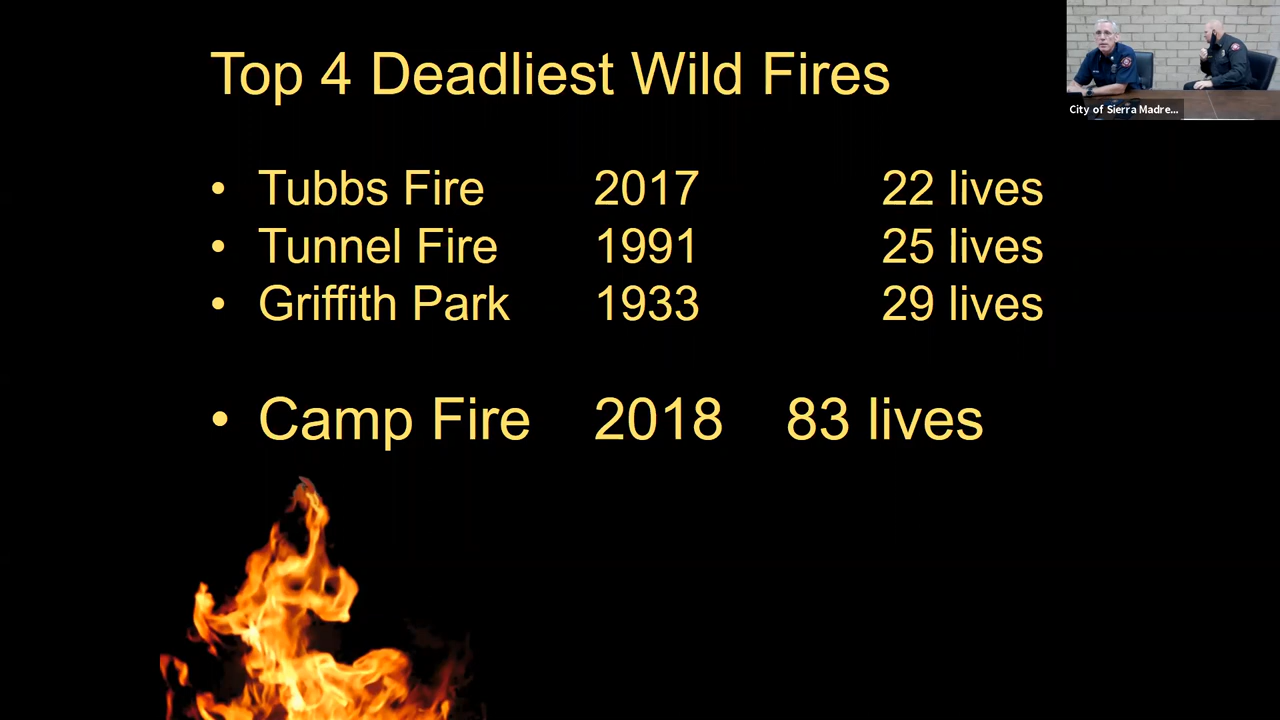 Top 4 Deadliest Wild Fires
City of Sierra Madre...
• Tubbs Fire 2017 22 lives
• Tunnel Fire 1991 25 lives
• Griffith Park 1933 29 lives
• Camp Fire 2018 83 lives